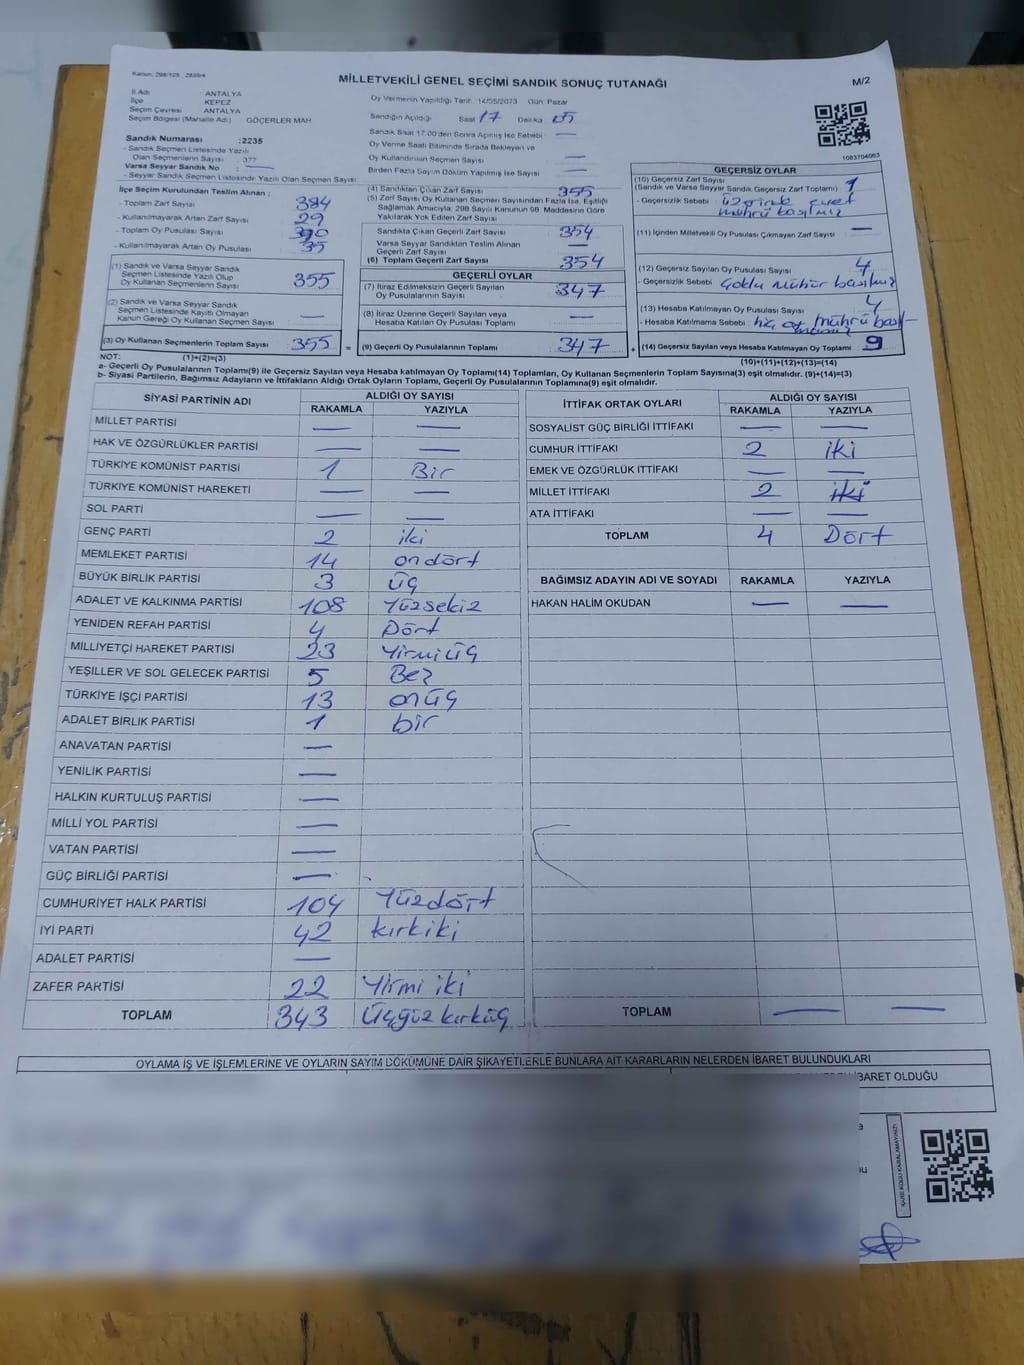 Kanun: 298/105 , 2839/4
MİLLETVEKİLİ GENEL SEÇİMİ SANDIK SONUÇ TUTANAĞI
M/2
İl Adı : ANTALYA
İlçe KEPEZ
Seçim Çevresi ANTALYA
Seçim Bölgesi (Mahalle Adı) : GÖÇERLER MAH
Sandık Numarası :2235
- Sandık Seçmen Listesinde Yazılı
Olan Seçmenlerin Sayısı : 377
Varsa Seyyar Sandık No —
- Seyyar Sandık Seçmen Listesinde Yazılı Olan Seçmen Sayısı
İlçe Seçim Kurulundan Teslim Alınan :
- Toplam Zarf Sayısı 384
- Kullanılmayarak Artan Zarf Sayısı 29
- Toplam Oy Pusulası Sayısı 390
- Kullanılmayarak Artan Oy Pusulası 35
(1) Sandık ve Varsa Seyyar Sandık
Seçmen Listesinde Yazılı Olup
Oy Kullanan Seçmenlerin Sayısı 355
(2) Sandık ve Varsa Seyyar Sandık
Seçmen Listesinde Kayıtlı Olmayan
Kanun Gereği Oy Kullanan Seçmen Sayısı —
(3) Oy Kullanan Seçmenlerin Toplam Sayısı 355 =
Oy Vermenin Yapıldığı Tarih: 14/05/2023 Gün: Pazar
Sandığın Açıldığı Saat 17 Dakika 05
Sandık Saat 17.00'den Sonra Açılmış İse Sebebi —
Oy Verme Saati Bitiminde Sırada Bekleyen ve
Oy Kullandırılan Seçmen Sayısı —
Birden Fazla Sayım Döküm Yapılmış İse Sayısı —
(4) Sandıktan Çıkan Zarf Sayısı 355
(5) Zarf Sayısı Oy Kullanan Seçmen Sayısından Fazla İse, Eşitliği
Sağlamak Amacıyla, 298 Sayılı Kanunun 98. Maddesine Göre
Yakılarak Yok Edilen Zarf Sayısı
Sandıkta Çıkan Geçerli Zarf Sayısı 354
Varsa Seyyar Sandıktan Teslim Alınan
Geçerli Zarf Sayısı —
(6) Toplam Geçerli Zarf Sayısı 354
GEÇERLİ OYLAR
(7) İtiraz Edilmeksizin Geçerli Sayılan
Oy Pusulalarının Sayısı 347
(8) İtiraz Üzerine Geçerli Sayılan veya
Hesaba Katılan Oy Pusulası Toplamı —
(9) Geçerli Oy Pusulalarının Toplamı 347 +
1083704063
GEÇERSİZ OYLAR
(10) Geçersiz Zarf Sayısı
(Sandık ve Varsa Seyyar Sandık Geçersiz Zarf Toplamı) 1
- Geçersizlik Sebebi : üzerine evet
mührü basılmış
(11) İçinden Milletvekili Oy Pusulası Çıkmayan Zarf Sayısı —
(12) Geçersiz Sayılan Oy Pusulası Sayısı 4
- Geçersizlik Sebebi : Çoklu Mühür basılmış
(13) Hesaba Katılmayan Oy Sayısı 4
- Hesaba Katılmama Sebebi : hiç oy mührü bası-
(14) Geçersiz Sayılan veya Hesaba Katılmayan Oy Toplamı 9
NOT: (1)+(2)=(3)
(10)+(11)+(12)+(13)=(14)
a- Geçerli Oy Pusulalarının Toplamı(9) ile Geçersiz Sayılan veya Hesaba katılmayan Oy Toplamı(14) Toplamları, Oy Kullanan Seçmenlerin Toplam Sayısına(3) eşit olmalıdır. (9)+(14)=(3)
b- Siyasi Partilerin, Bağımsız Adayların ve İttifakların Aldığı Ortak Oyların Toplamı, Geçerli Oy Pusulalarının Toplamına(9) eşit olmalıdır.
SİYASİ PARTİNİN ADI
ALDIĞI OY SAYISI
RAKAMLA YAZIYLA
MİLLET PARTİSİ — —
HAK VE ÖZGÜRLÜKLER PARTİSİ — —
TÜRKİYE KOMÜNİST PARTİSİ 1 Bir
TÜRKİYE KOMÜNİST HAREKETİ — —
SOL PARTİ — —
GENÇ PARTİ 2 iki
MEMLEKET PARTİSİ 14 ondört
BÜYÜK BİRLİK PARTİSİ 3 üç
ADALET VE KALKINMA PARTİSİ 108 Yüzsekiz
YENİDEN REFAH PARTİSİ 4 Dört
MİLLİYETÇİ HAREKET PARTİSİ 23 Yirmiüç
YEŞİLLER VE SOL GELECEK PARTİSİ 5 Beş
TÜRKİYE İŞÇİ PARTİSİ 13 onüç
ADALET BİRLİK PARTİSİ 1 bir
ANAVATAN PARTİSİ —
YENİLİK PARTİSİ —
HALKIN KURTULUŞ PARTİSİ —
MİLLİ YOL PARTİSİ —
VATAN PARTİSİ —
GÜÇ BİRLİĞİ PARTİSİ —
CUMHURİYET HALK PARTİSİ 104 Yüzdört
İYİ PARTİ 42 kırkiki
ADALET PARTİSİ —
ZAFER PARTİSİ 22 Yirmi iki
TOPLAM 343 Üçyüz kırküç
İTTİFAK ORTAK OYLARI
ALDIĞI OY SAYISI
RAKAMLA YAZIYLA
SOSYALİST GÜÇ BİRLİĞİ İTTİFAKI — —
CUMHUR İTTİFAKI 2 iki
EMEK VE ÖZGÜRLÜK İTTİFAKI — —
MİLLET İTTİFAKI 2 iki
ATA İTTİFAKI — —
TOPLAM 4 Dört
BAĞIMSIZ ADAYIN ADI VE SOYADI RAKAMLA YAZIYLA
HAKAN HALİM OKUDAN — —
TOPLAM — —
OYLAMA İŞ VE İŞLEMLERİNE VE OYLARIN SAYIM DÖKÜMÜNE DAİR ŞİKAYETLERLE BUNLARA AİT KARARLARIN NELERDEN İBARET BULUNDUKLARI
İBARET OLDUĞU
KARE KODU KARALAMAYINIZ!